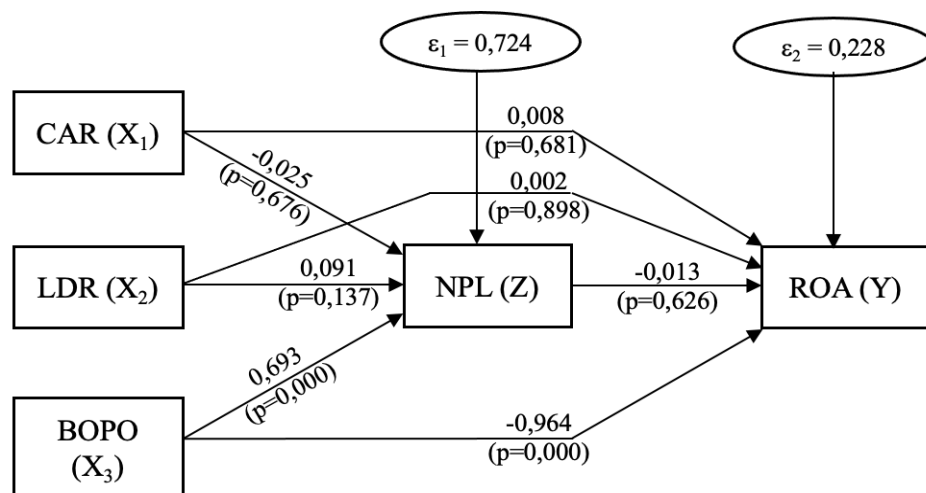 ε₁ = 0,724
ε₂ = 0,228
CAR (X₁)
0,008
(p=0,681)
-0,025
(p=0,676)
0,002
(p=0,898)
LDR (X₂)
0,091
(p=0,137)
NPL (Z)
-0,013
(p=0,626)
ROA (Y)
0,693
(p=0,000)
BOPO
(X₃)
-0,964
(p=0,000)